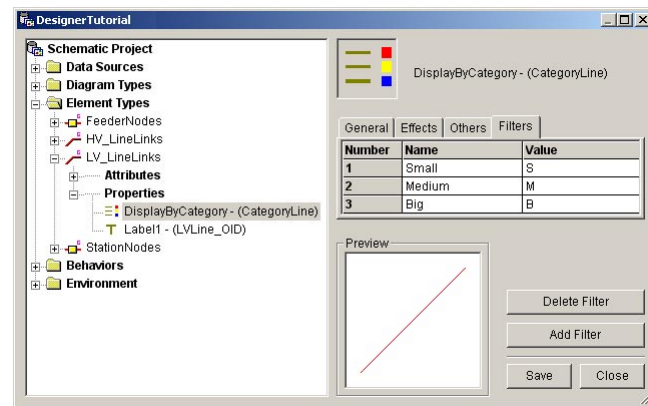 DesignerTutorial
Schematic Project
Data Sources
Diagram Types
Element Types
FeederNodes
HV_LineLinks
LV_LineLinks
Attributes
Properties
DisplayByCategory - (CategoryLine)
Label1 - (LVLine_OID)
StationNodes
Behaviors
Environment
DisplayByCategory - (CategoryLine)
General Effects Others Filters
Number Name Value
1 Small S
2 Medium M
3 Big B
Preview
Delete Filter
Add Filter
Save Close